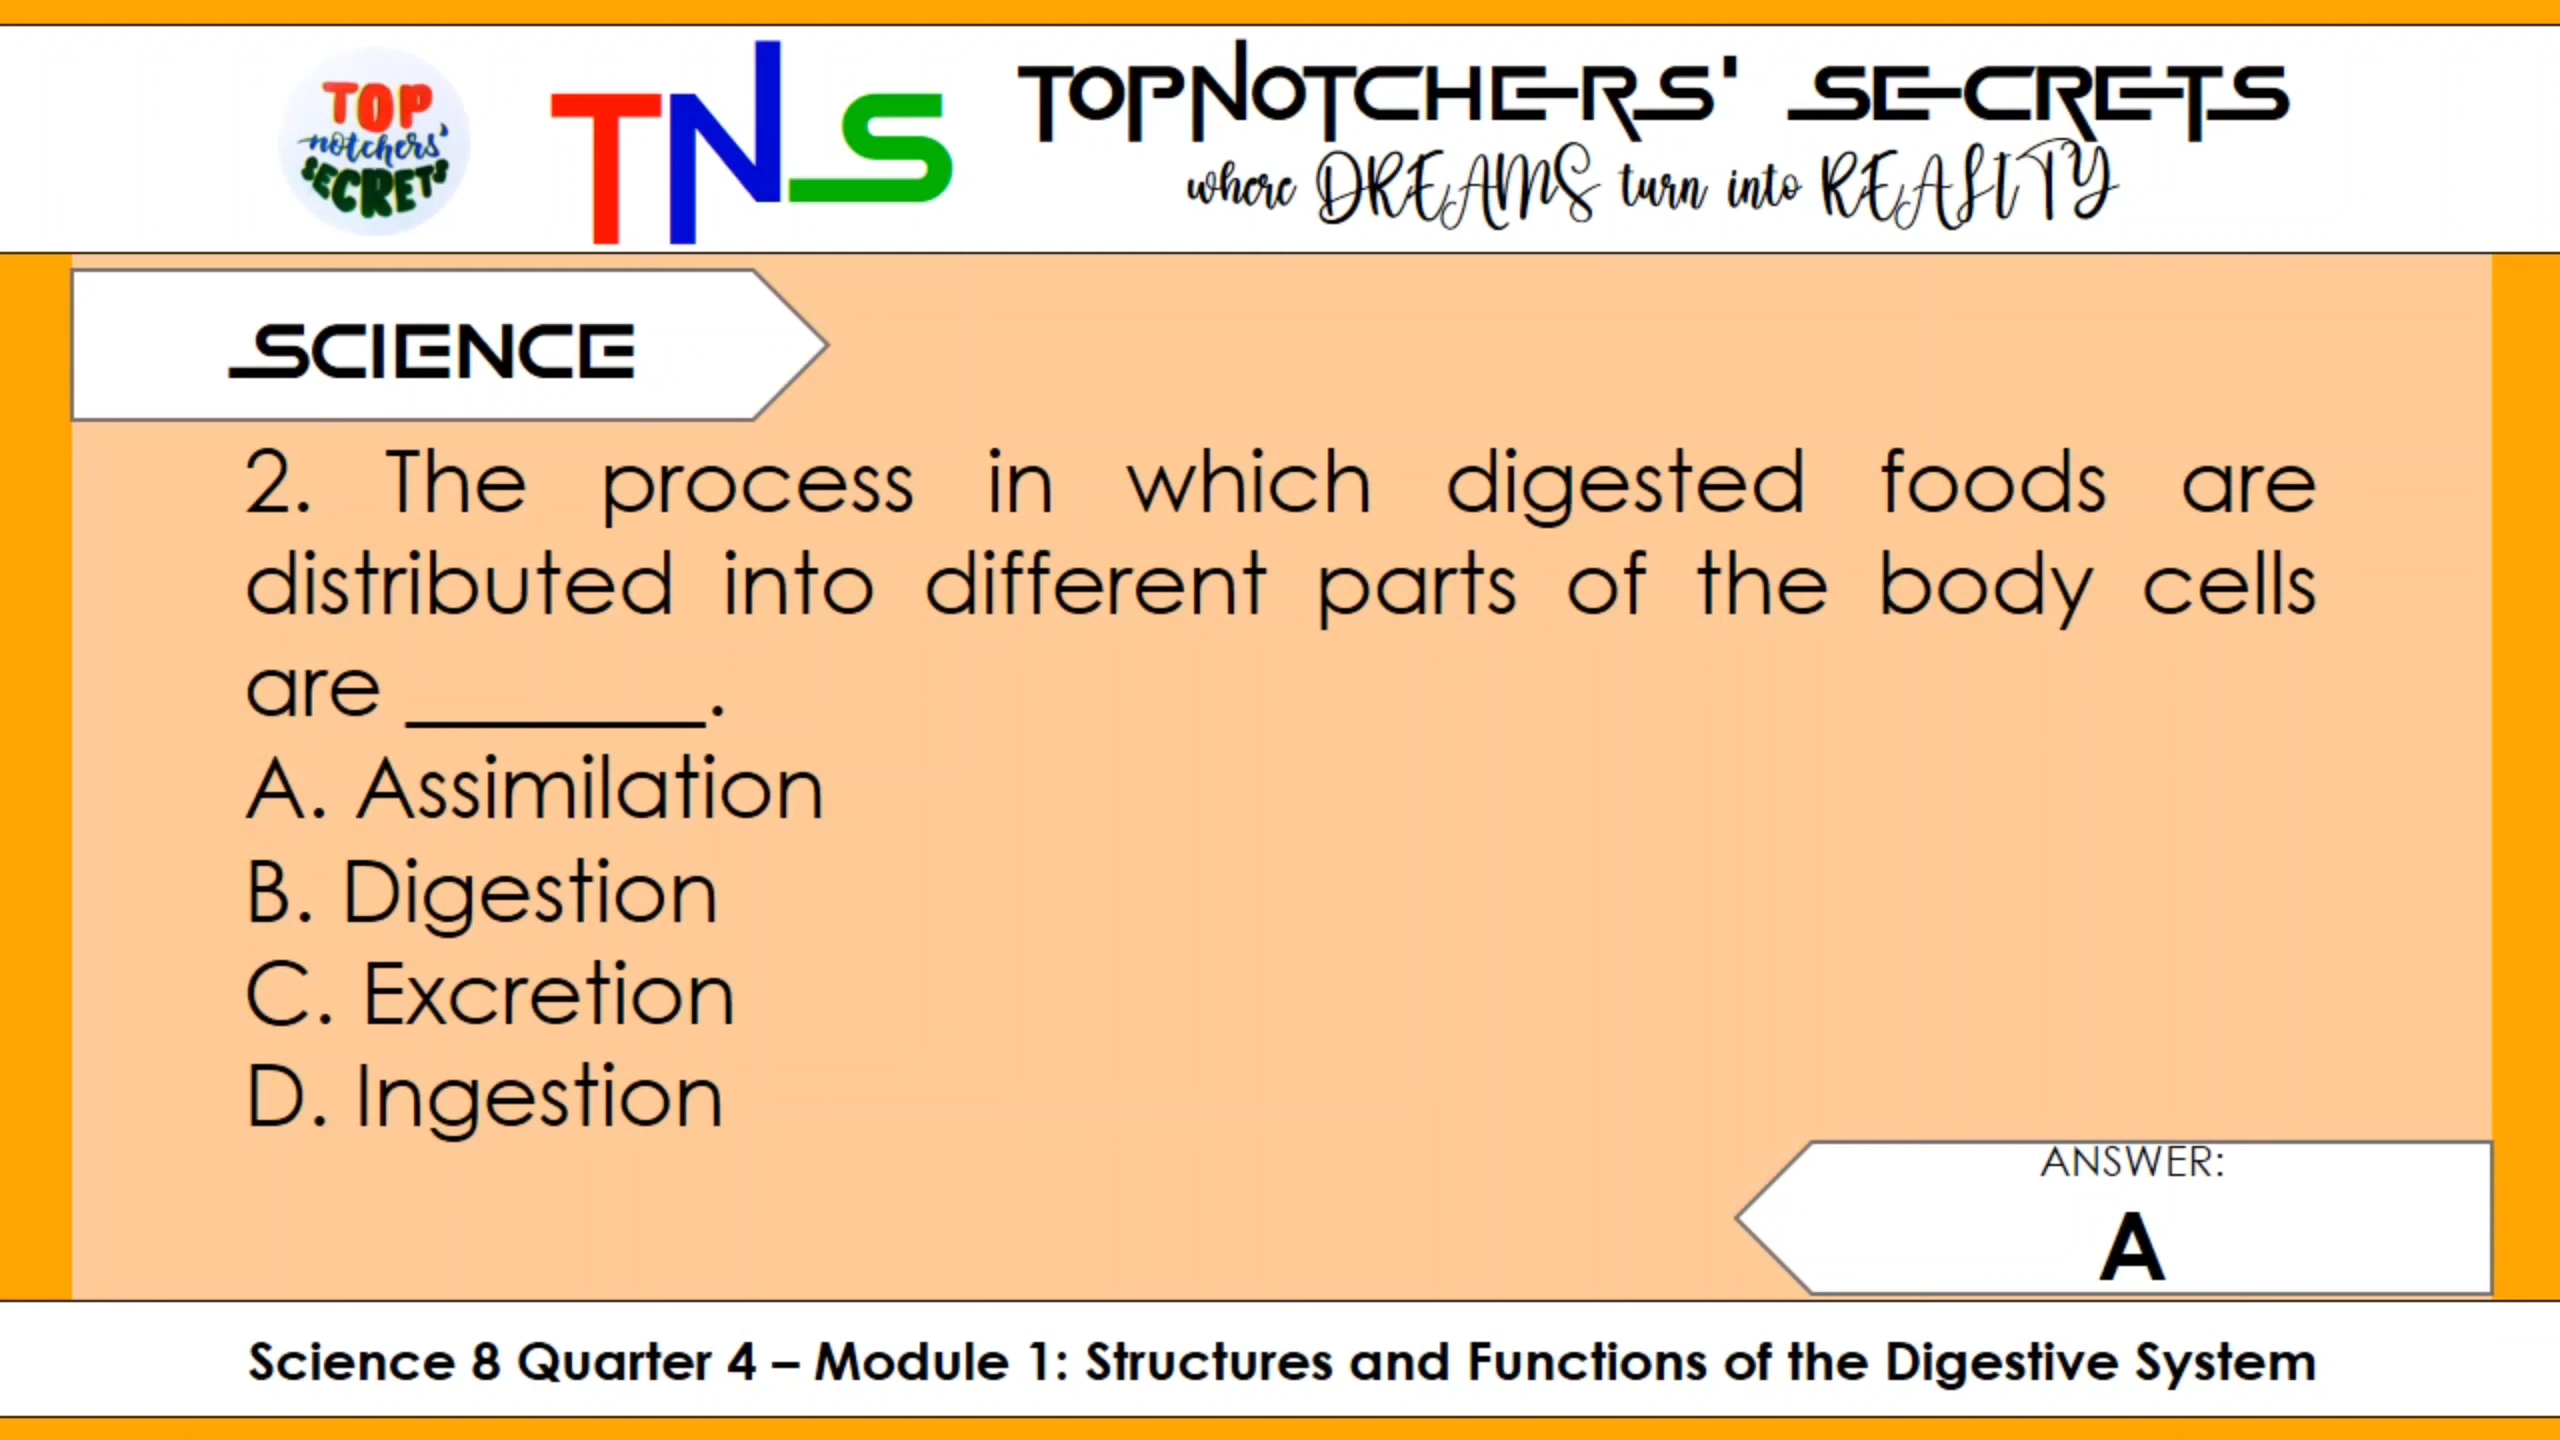 TOP
notchers'
SECRETS
TNS
TOPNOTCHERS' SECRETS
where DREAMS turn into REALITY
SCIENCE
2. The process in which digested foods are
distributed into different parts of the body cells
are _______.
A. Assimilation
B. Digestion
C. Excretion
D. Ingestion
ANSWER:
A
Science 8 Quarter 4 – Module 1: Structures and Functions of the Digestive System